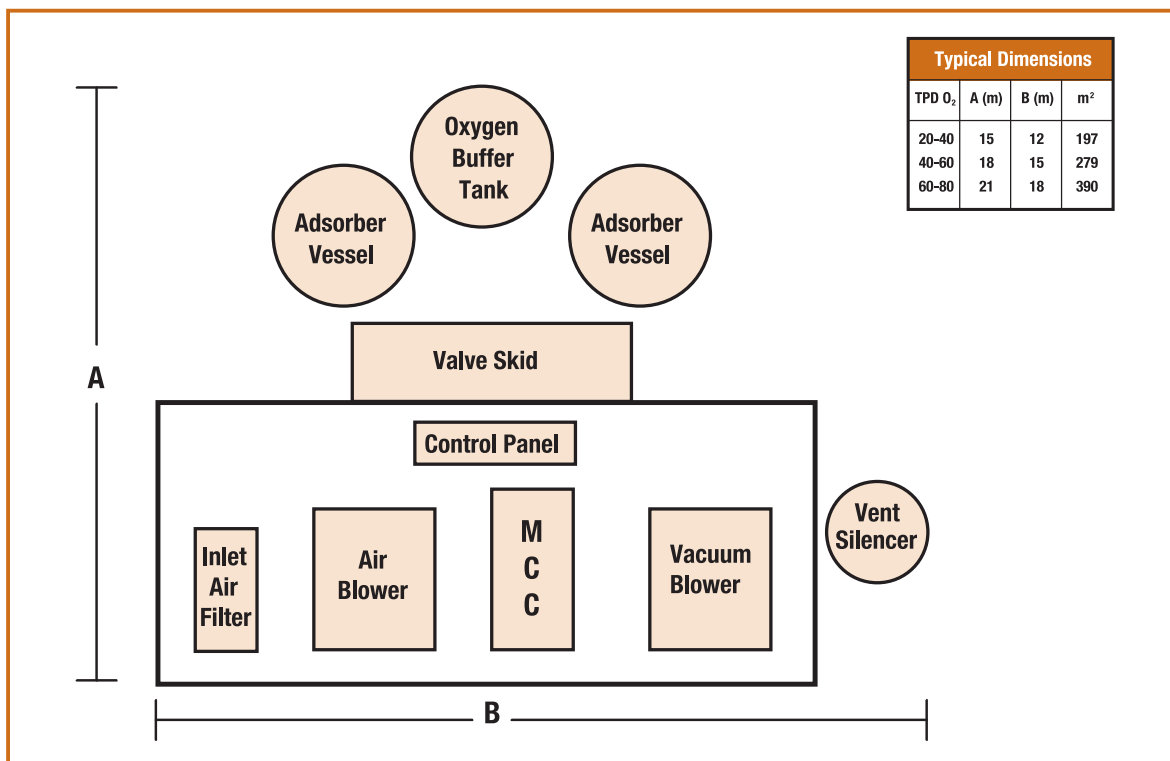 Typical Dimensions
TPD O₂ A (m) B (m) m²
20-40 15 12 197
40-60 18 15 279
60-80 21 18 390
Oxygen
Buffer
Tank
Adsorber
Vessel
Adsorber
Vessel
Valve Skid
A
Control Panel
Inlet
Air
Filter
Air
Blower
M
C
C
Vacuum
Blower
Vent
Silencer
B